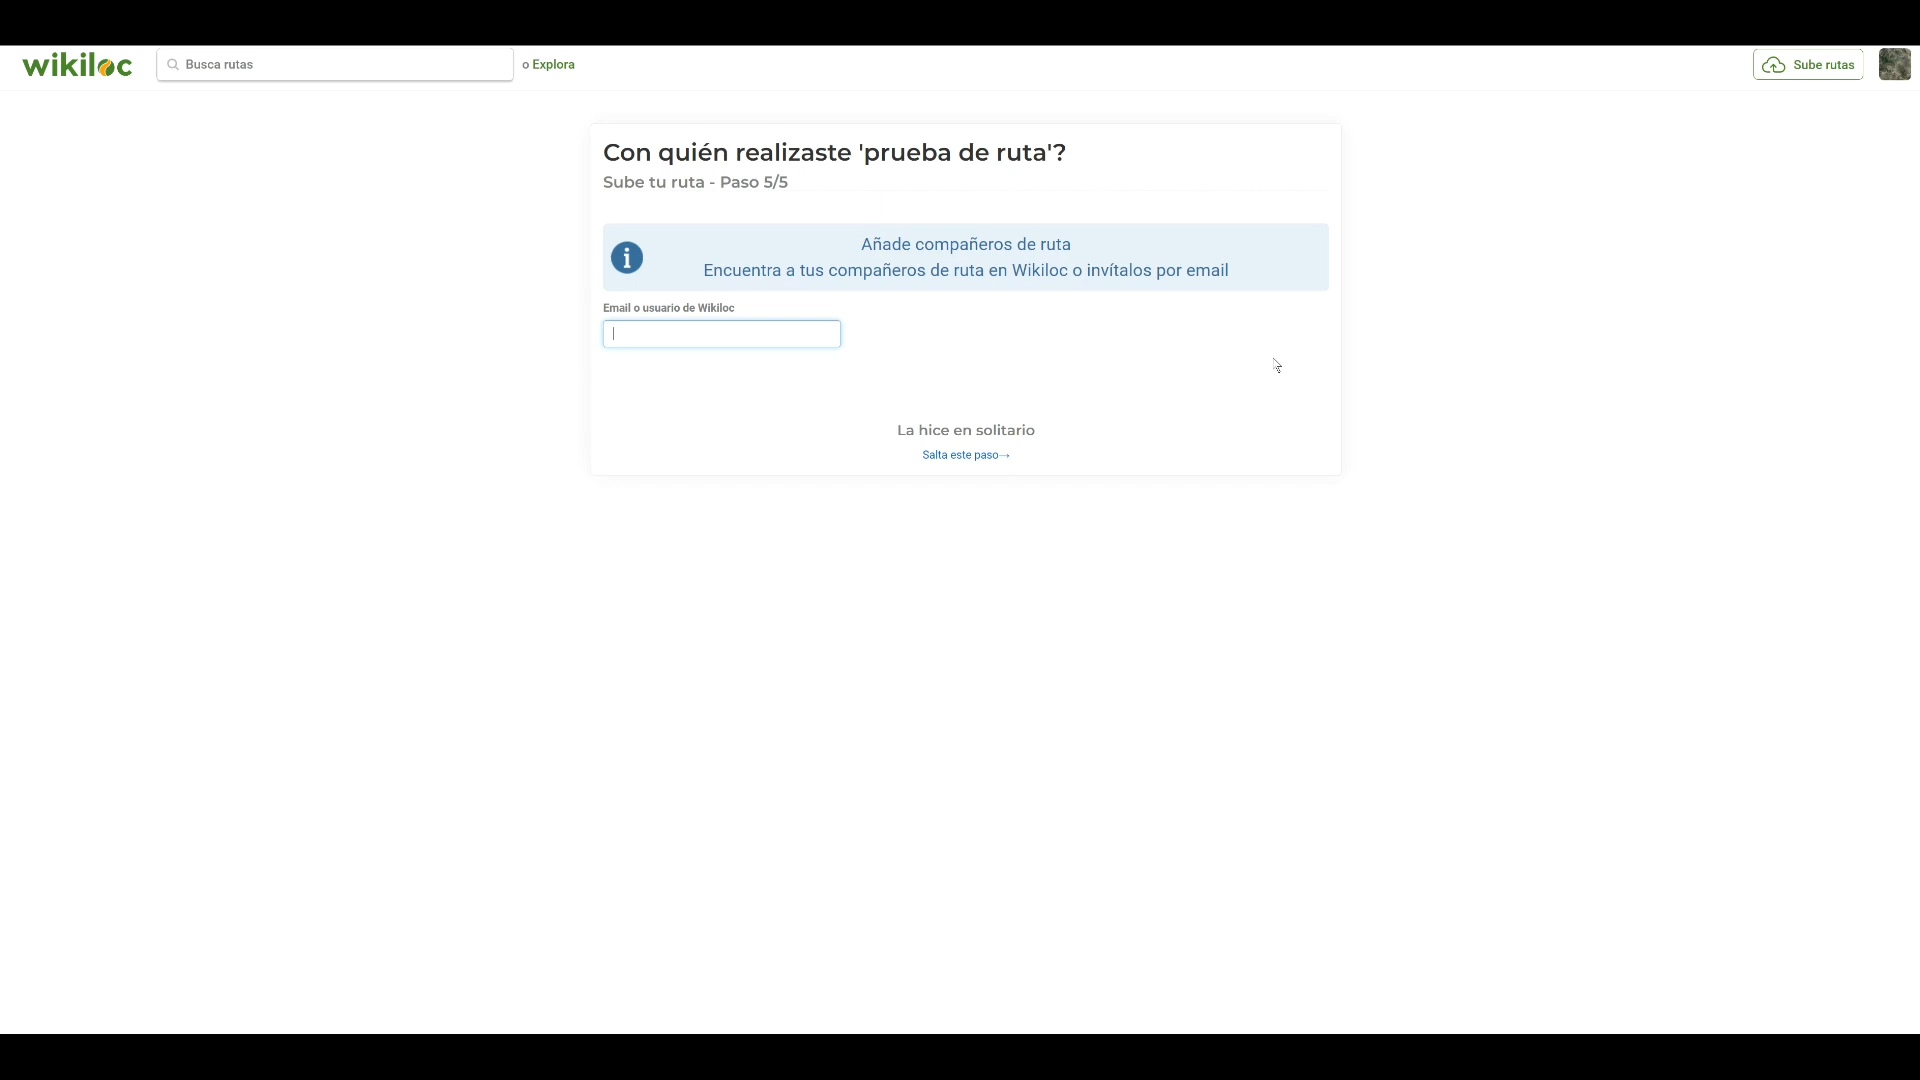 wikiloc
Busca rutas
o Explora
Sube rutas
Con quién realizaste 'prueba de ruta'?
Sube tu ruta - Paso 5/5
Añade compañeros de ruta
Encuentra a tus compañeros de ruta en Wikiloc o invítalos por email
Email o usuario de Wikiloc
La hice en solitario
Salta este paso→